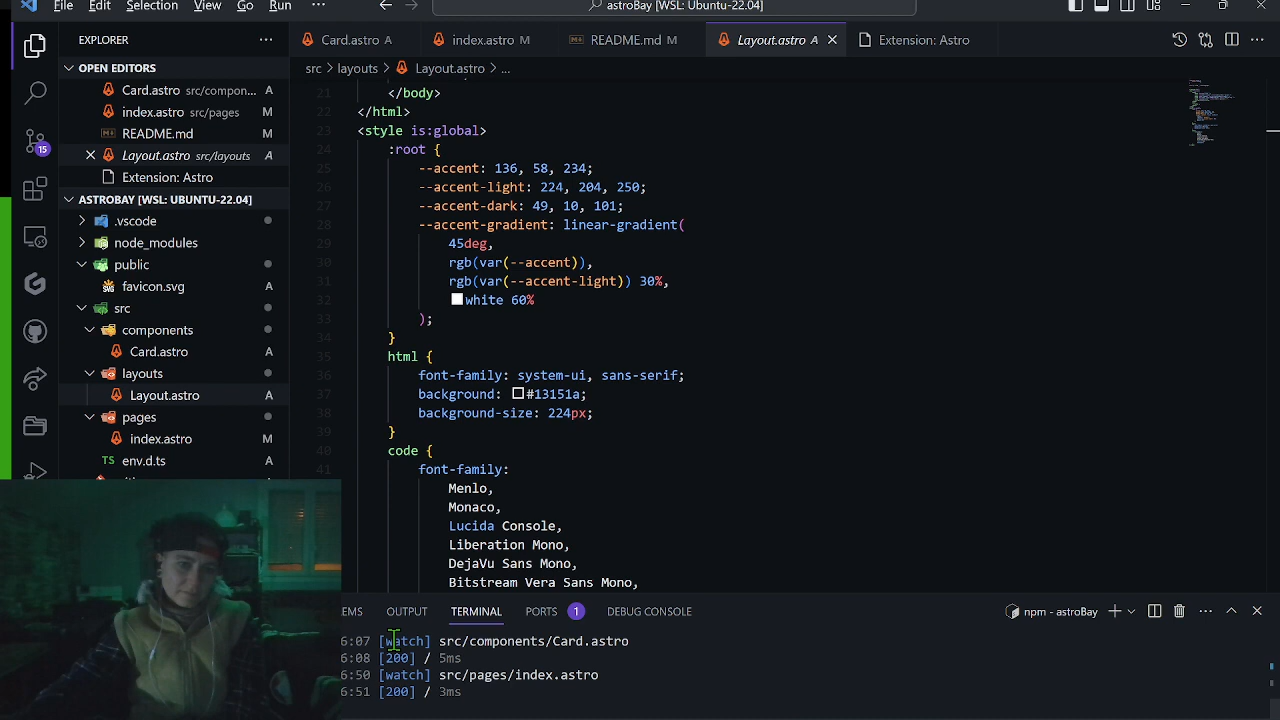 File Edit Selection View Go Run ··· astroBay [WSL: Ubuntu-22.04]
EXPLORER ···
OPEN EDITORS
Card.astro src/compon... A
index.astro src/pages M
README.md M
Layout.astro src/layouts A
Extension: Astro
ASTROBAY [WSL: UBUNTU-22.04]
.vscode
node_modules
public
favicon.svg
src
components
Card.astro A
layouts
Layout.astro A
pages
index.astro M
env.d.ts A
15
Card.astro A index.astro M README.md M Layout.astro A Extension: Astro
src > layouts > Layout.astro > ...
21 </body>
22 </html>
23 <style is:global>
24 :root {
25 --accent: 136, 58, 234;
26 --accent-light: 224, 204, 250;
27 --accent-dark: 49, 10, 101;
28 --accent-gradient: linear-gradient(
29 45deg,
30 rgb(var(--accent)),
31 rgb(var(--accent-light)) 30%,
32 white 60%
33 );
34 }
35 html {
36 font-family: system-ui, sans-serif;
37 background: #13151a;
38 background-size: 224px;
39 }
40 code {
41 font-family:
Menlo,
Monaco,
Lucida Console,
Liberation Mono,
DejaVu Sans Mono,
Bitstream Vera Sans Mono,
EMS OUTPUT TERMINAL PORTS 1 DEBUG CONSOLE npm - astroBay
6:07 [watch] src/components/Card.astro
6:08 [200] / 5ms
6:50 [watch] src/pages/index.astro
6:51 [200] / 3ms